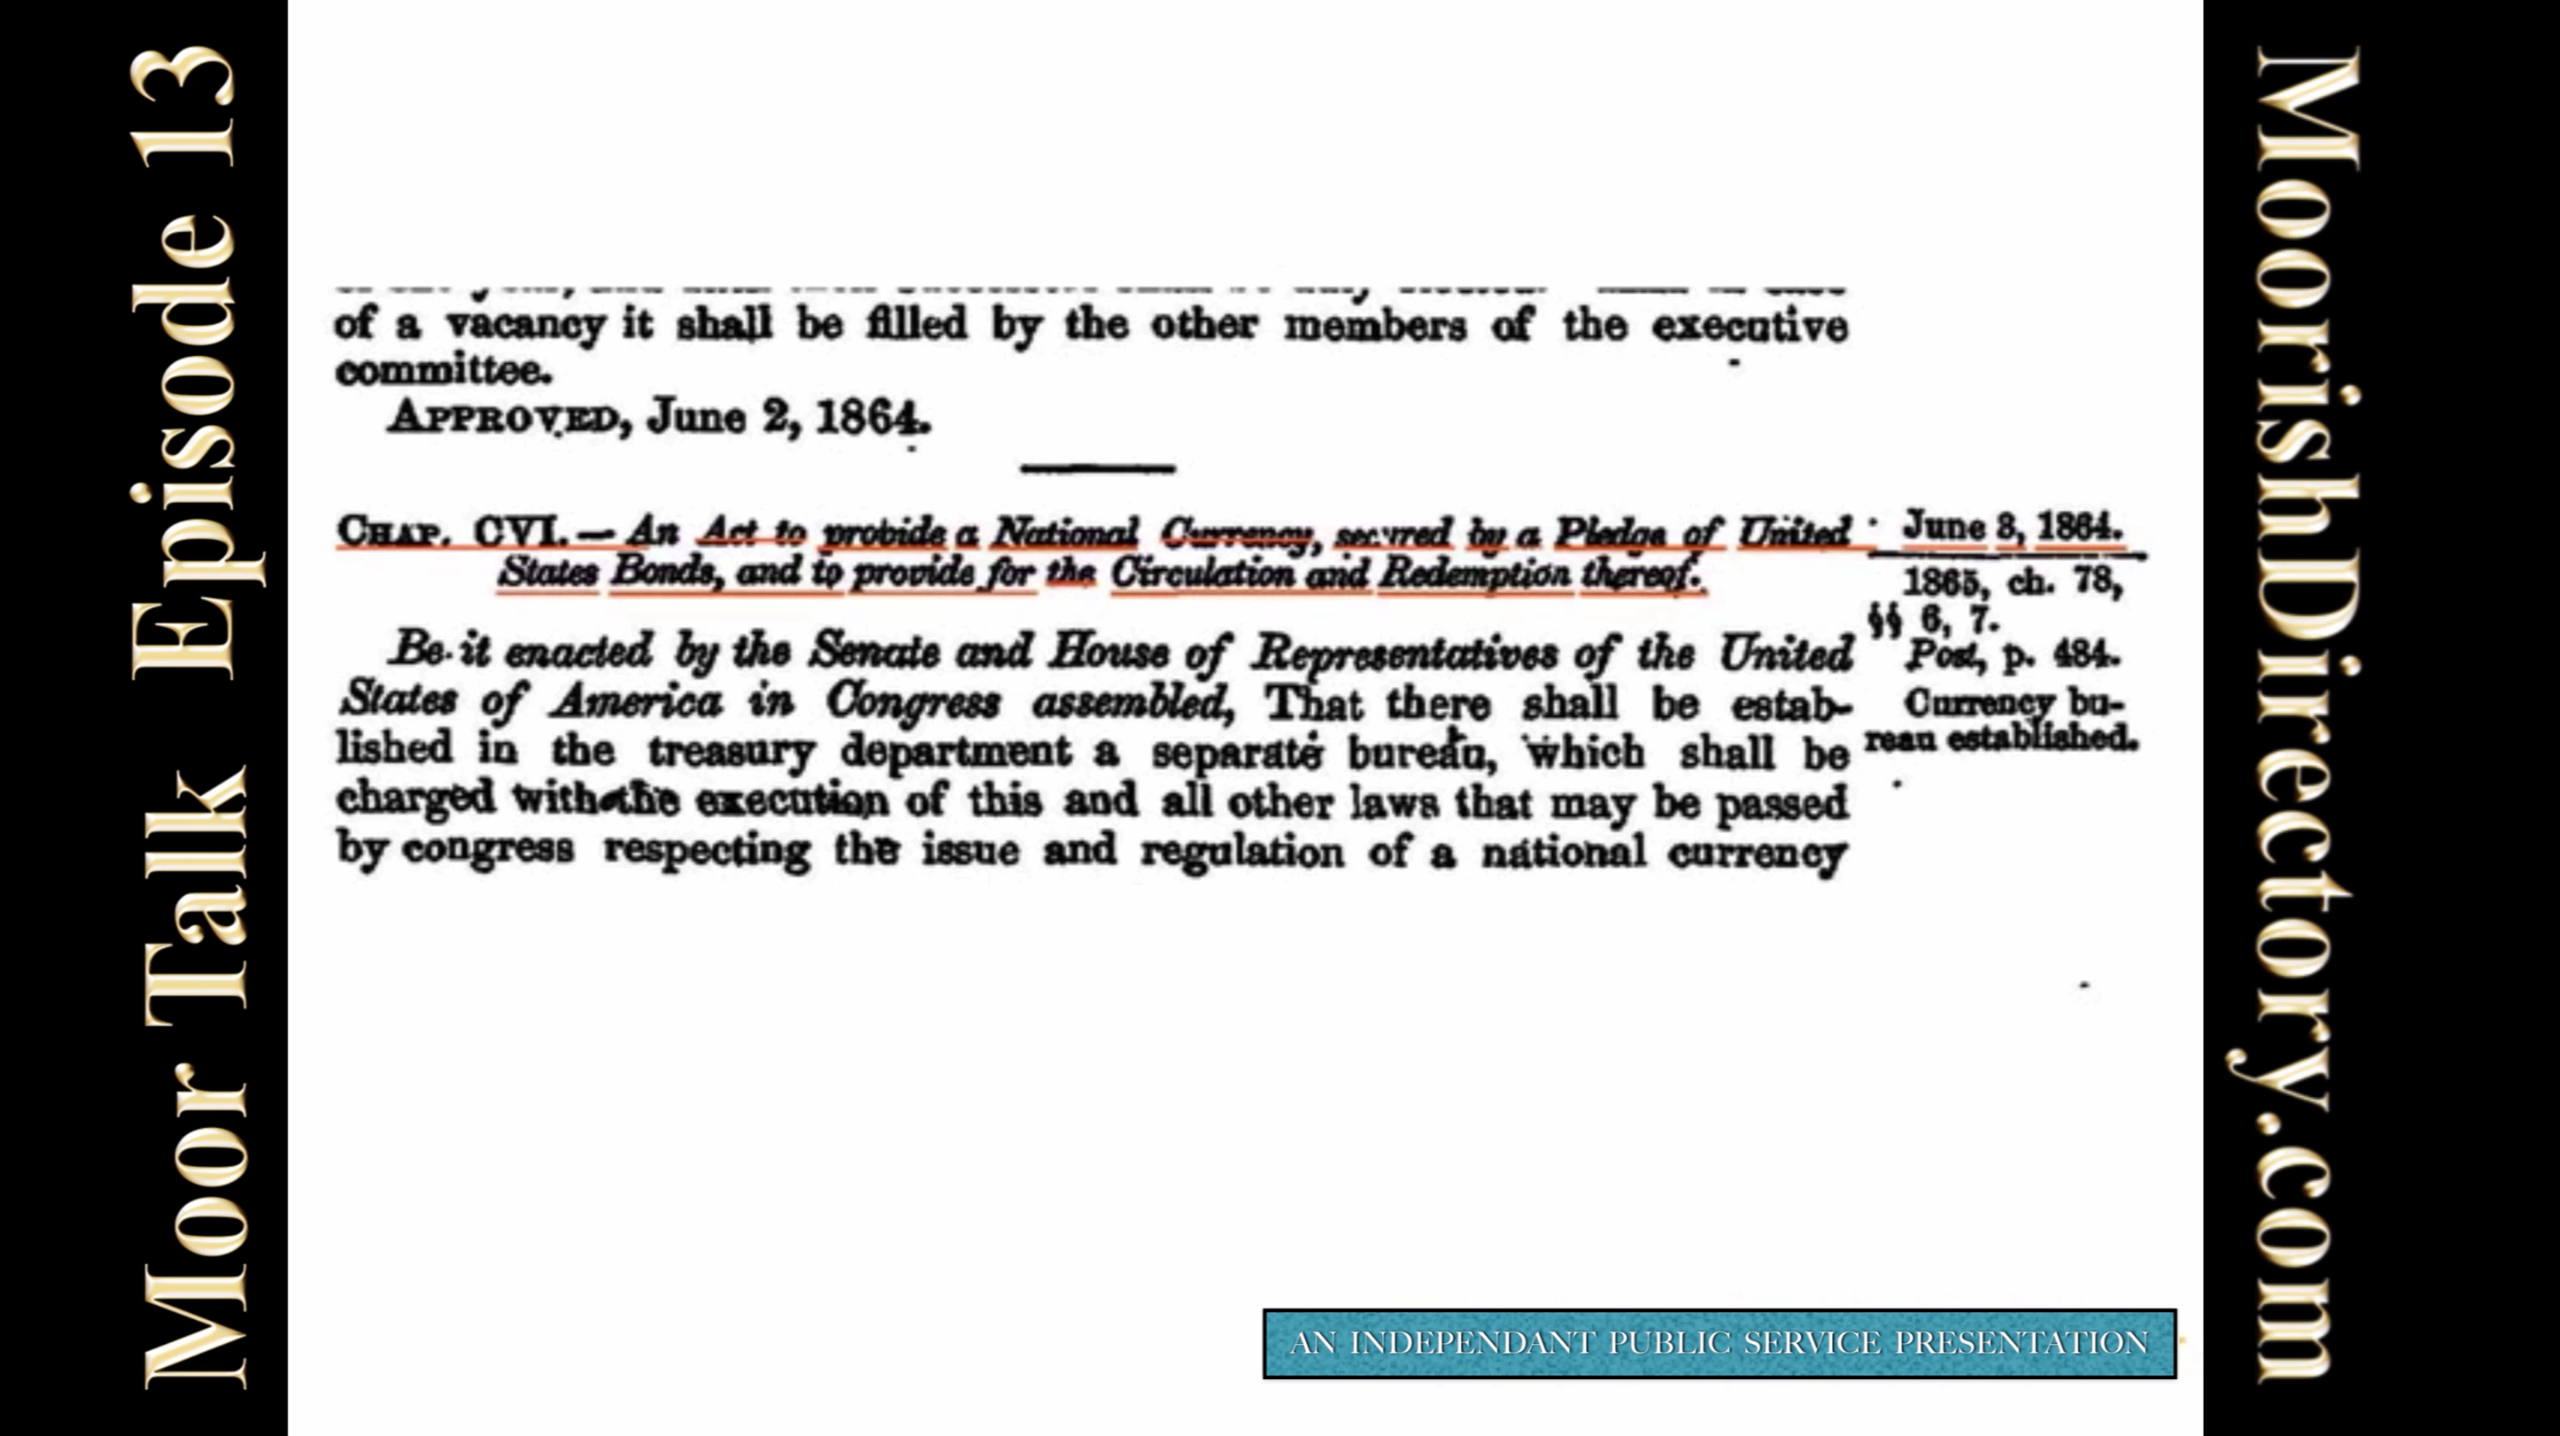 Moor Talk Episode 13
of a vacancy it shall be filled by the other members of the executive
committee.
APPROVED, June 2, 1864.
CHAP. CVI.— An Act to provide a National Currency, secured by a Pledge of United
States Bonds, and to provide for the Circulation and Redemption thereof.
June 3, 1864.
1865, ch. 78,
§§ 6, 7.
Post, p. 484.
Be it enacted by the Senate and House of Representatives of the United
States of America in Congress assembled, That there shall be estab-
lished in the treasury department a separate bureau, which shall be
charged with the execution of this and all other laws that may be passed
by congress respecting the issue and regulation of a national currency
Currency bu-
reau established.
AN INDEPENDANT PUBLIC SERVICE PRESENTATION
MoorishDirectory.com